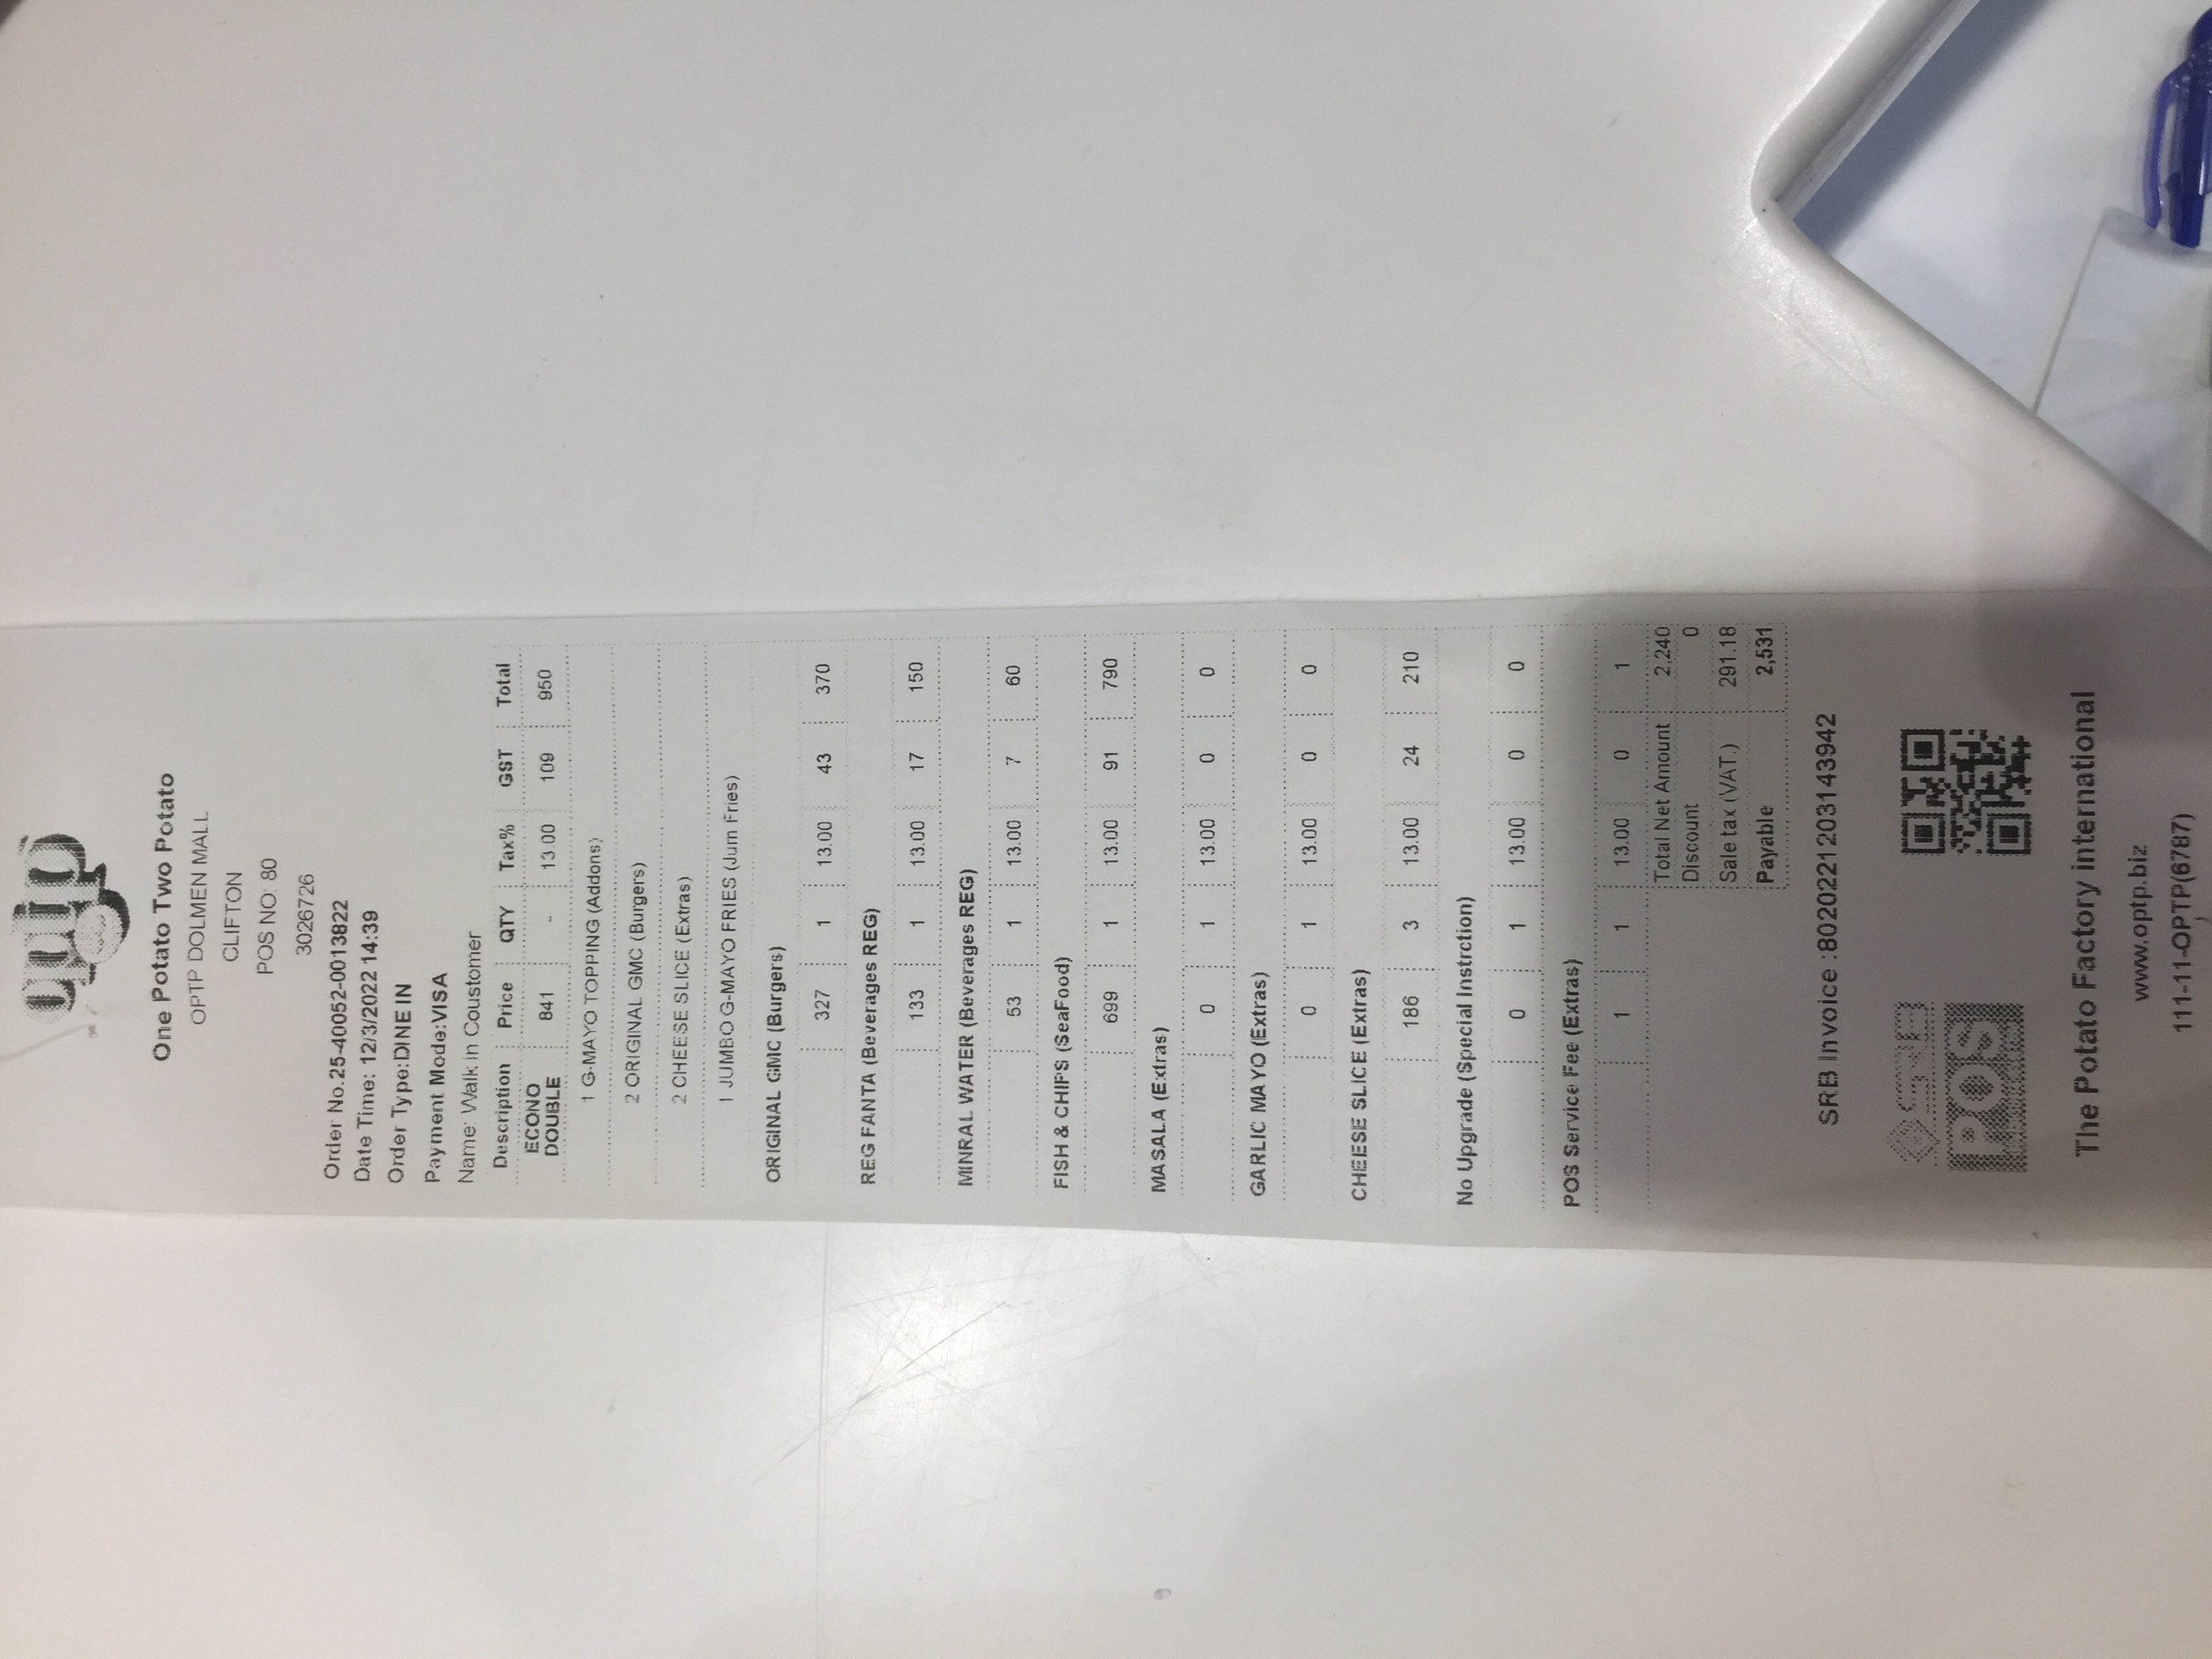 optp
One Potato Two Potato
OPTP DOLMEN MALL
CLIFTON
POS NO: 80
3026726
Order No.25-40052-0013822
Date Time: 12/3/2022 14:39
Order Type:DINE IN
Payment Mode:VISA
Name: Walk in Coustomer
Description Price QTY Tax% GST Total
ECONO DOUBLE 841 - 13.00 109 950
1 G-MAYO TOPPING (Addons)
2 ORIGINAL GMC (Burgers)
2 CHEESE SLICE (Extras)
1 JUMBO G-MAYO FRIES (Jum Fries)
ORIGINAL GMC (Burgers)
327 1 13.00 43 370
REG FANTA (Beverages REG)
133 1 13.00 17 150
MINRAL WATER (Beverages REG)
53 1 13.00 7 60
FISH & CHIPS (SeaFood)
699 1 13.00 91 790
MASALA (Extras)
0 1 13.00 0 0
GARLIC MAYO (Extras)
0 1 13.00 0 0
CHEESE SLICE (Extras)
186 3 13.00 24 210
No Upgrade (Special Instrction)
0 1 13.00 0 0
POS Service Fee (Extras)
1 1 13.00 0 1
Total Net Amount 2,240
Discount 0
Sale tax (VAT.) 291.18
Payable 2,531
SRB Invoice :8020221203143942
SRB
POS
The Potato Factory international
www.optp.biz
111-11-OPTP(6787)